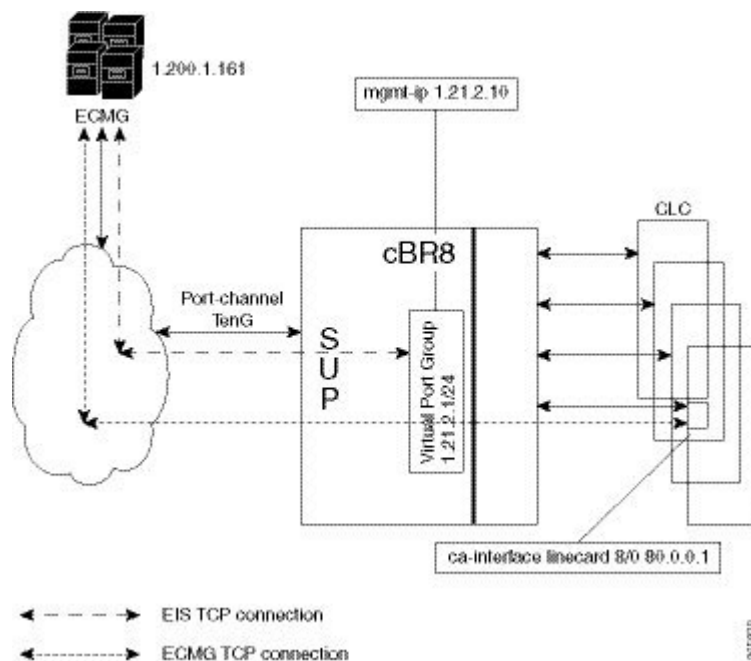 1.200.1.161
ECMG
mgmt-ip 1.21.2.10
CLC
cBR8
Port-channel
TenG
SUP
Virtual Port Group
1.21.2.1/24
ca-interface linecard 8/0 80.0.0.1
EIS TCP connection
ECMG TCP connection